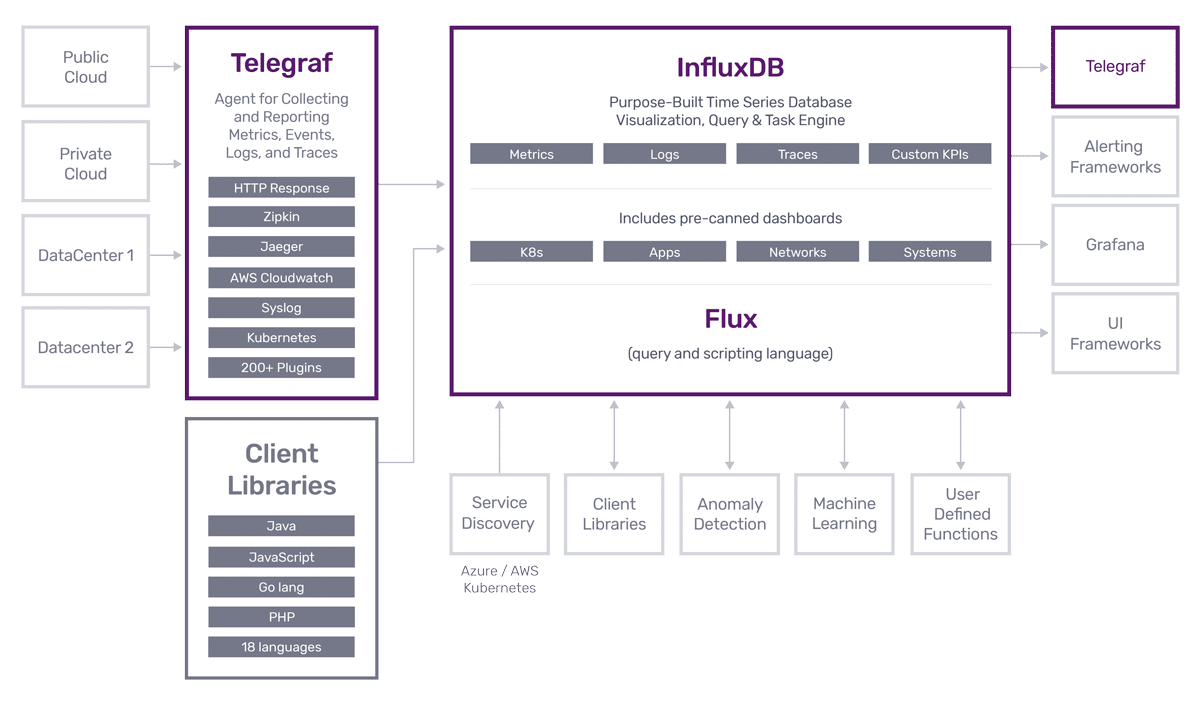 Public
Cloud
Private
Cloud
DataCenter 1
Datacenter 2
Telegraf
Agent for Collecting
and Reporting
Metrics, Events,
Logs, and Traces
HTTP Response
Zipkin
Jaeger
AWS Cloudwatch
Syslog
Kubernetes
200+ Plugins
Client
Libraries
Java
JavaScript
Go lang
PHP
18 languages
InfluxDB
Purpose-Built Time Series Database
Visualization, Query & Task Engine
Metrics
Logs
Traces
Custom KPIs
Includes pre-canned dashboards
K8s
Apps
Networks
Systems
Flux
(query and scripting language)
Service
Discovery
Azure / AWS
Kubernetes
Client
Libraries
Anomaly
Detection
Machine
Learning
User
Defined
Functions
Telegraf
Alerting
Frameworks
Grafana
UI
Frameworks